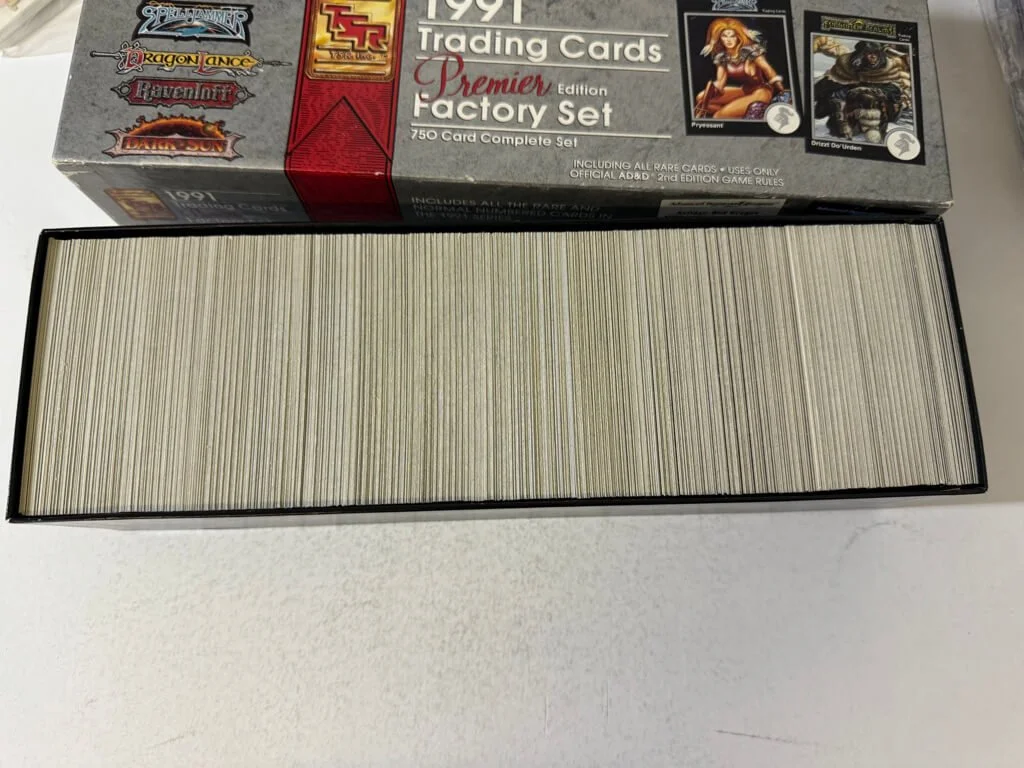 SPELLJAMMER
DRAGONLANCE
Ravenloft
DARK·SUN
TSR
1991
Trading Cards
Premier Edition
Factory Set
750 Card Complete Set
INCLUDING ALL RARE CARDS • USES ONLY
OFFICIAL AD&D® 2nd EDITION GAME RULES
Pryessant
Drizzt Do'Urden
1991
Trading Cards
INCLUDES ALL THE RARE AND
NORMAL NUMBERED CARDS IN
THE 1991